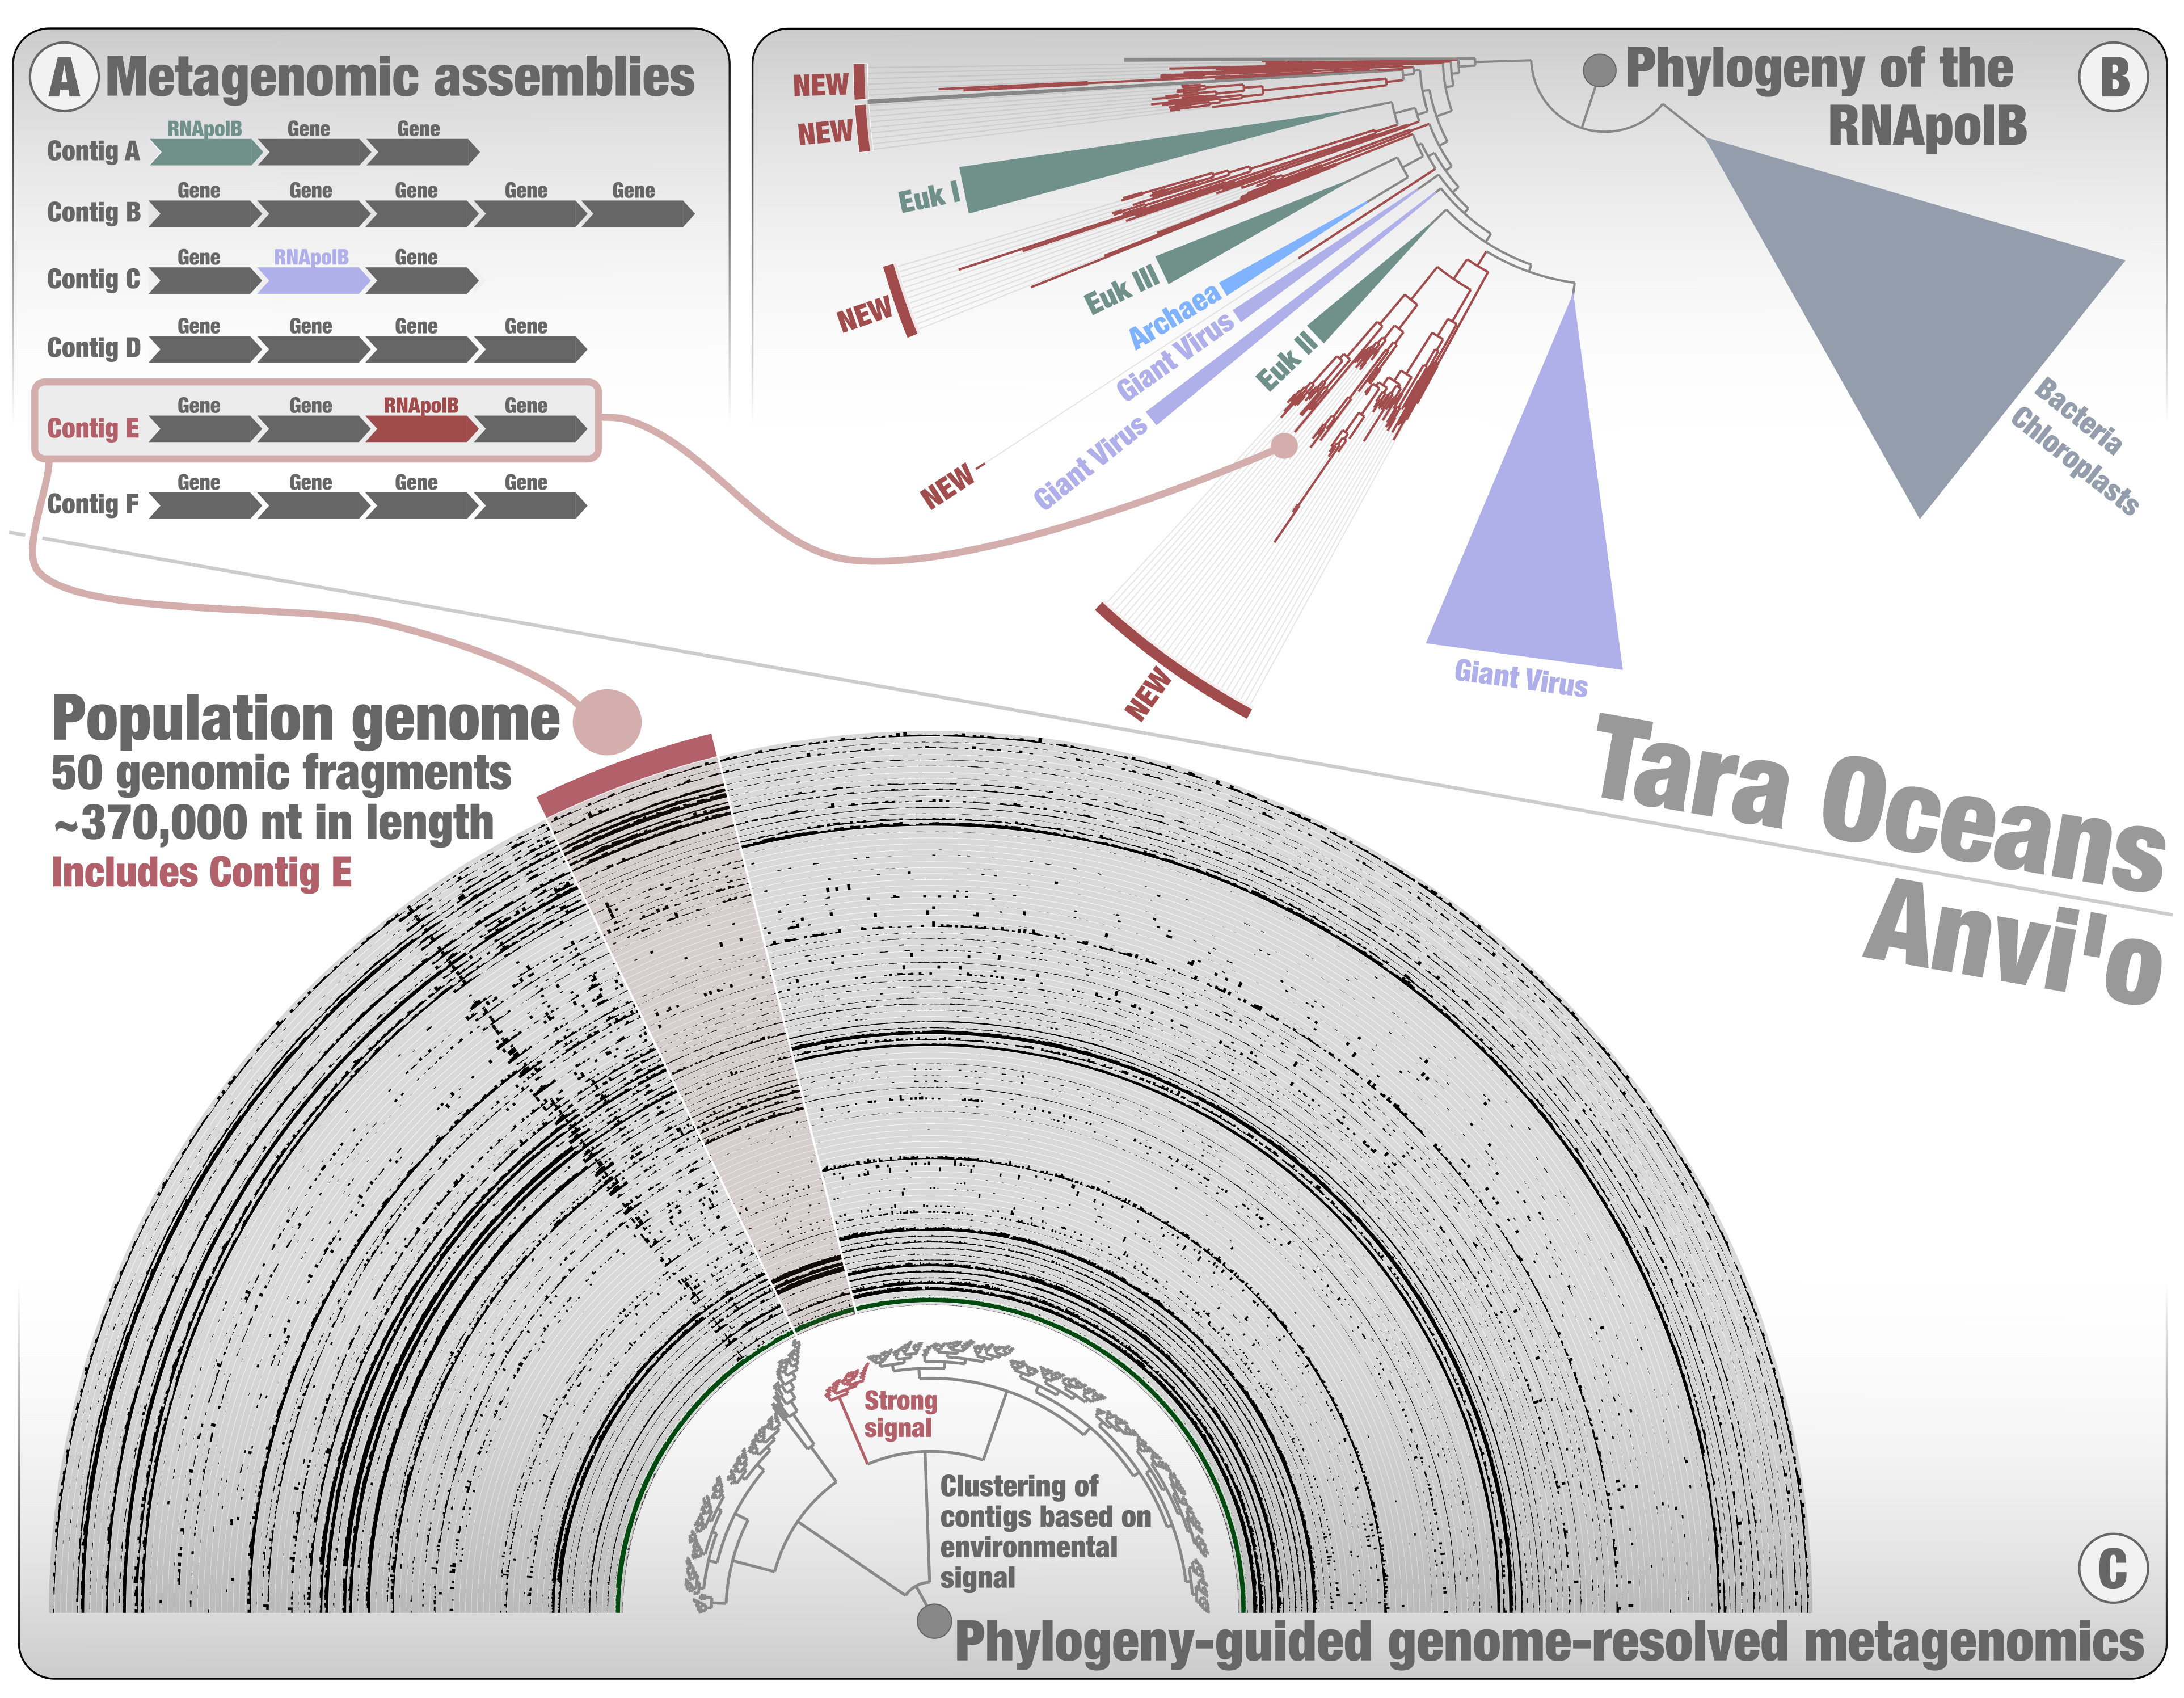 A
Metagenomic assemblies
RNApolB Gene Gene
Contig A
Gene Gene Gene Gene Gene
Contig B
Gene RNApolB Gene
Contig C
Gene Gene Gene Gene
Contig D
Gene Gene RNApolB Gene
Contig E
Gene Gene Gene Gene
Contig F
B
Phylogeny of the
RNApolB
NEW
NEW
Euk I
NEW
Euk III
Archaea
Giant Virus
NEW
Giant Virus
Euk II
NEW
Giant Virus
Bacteria
Chloroplasts
Tara Oceans
Anvi'o
Population genome
50 genomic fragments
~370,000 nt in length
Includes Contig E
Strong
signal
Clustering of
contigs based on
environmental
signal
C
Phylogeny-guided genome-resolved metagenomics